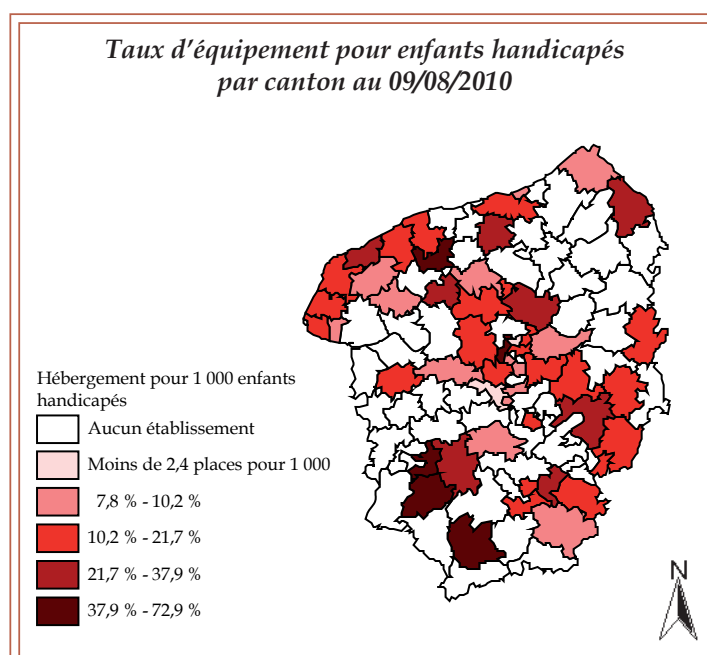 Taux d'équipement pour enfants handicapés
par canton au 09/08/2010
Hébergement pour 1 000 enfants
handicapés
Aucun établissement
Moins de 2,4 places pour 1 000
7,8 % - 10,2 %
10,2 % - 21,7 %
21,7 % - 37,9 %
37,9 % - 72,9 %
N